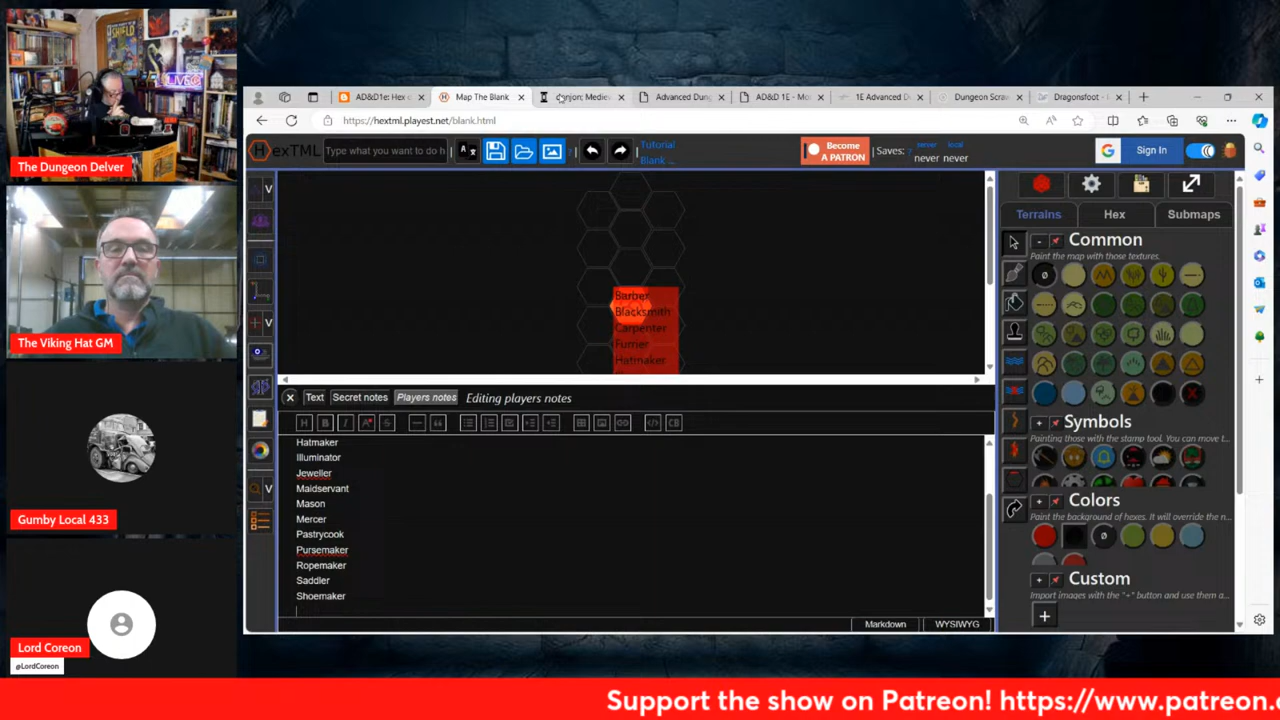 LIVE
The Dungeon Delver
The Viking Hat GM
Gumby Local 433
Lord Coreon
@LordCoreon
AD&D1e: Hex c
Map The Blank
donjon; Mediev
Advanced Dung
AD&D 1E - Mo
1E Advanced D
Dungeon Scraw
Dragonsfoot -
https://hextml.playest.net/blank.html
exTML
Type what you want to do h
Tutorial
Blank ...
Become
A PATRON
Saves:
server
never
local
never
Sign In
Barber
Blacksmith
Carpenter
Furrier
Hatmaker
Text
Secret notes
Players notes
Editing players notes
Hatmaker
Illuminator
Jeweller
Maidservant
Mason
Mercer
Pastrycook
Pursemaker
Ropemaker
Saddler
Shoemaker
Markdown
WYSIWYG
Terrains
Hex
Submaps
Common
Paint the map with those textures.
Symbols
Painting those with the stamp tool. You can move t...
Colors
Paint the background of hexes. It will override the n...
Custom
Import images with the "+" button and use them a...
Support the show on Patreon! https://www.patreon.